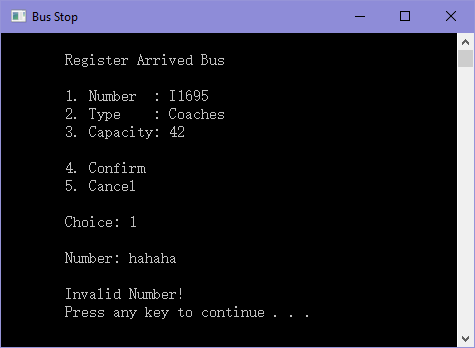 Bus Stop
Register Arrived Bus
1. Number  : I1695
2. Type    : Coaches
3. Capacity: 42
4. Confirm
5. Cancel
Choice: 1
Number: hahaha
Invalid Number!
Press any key to continue . . .